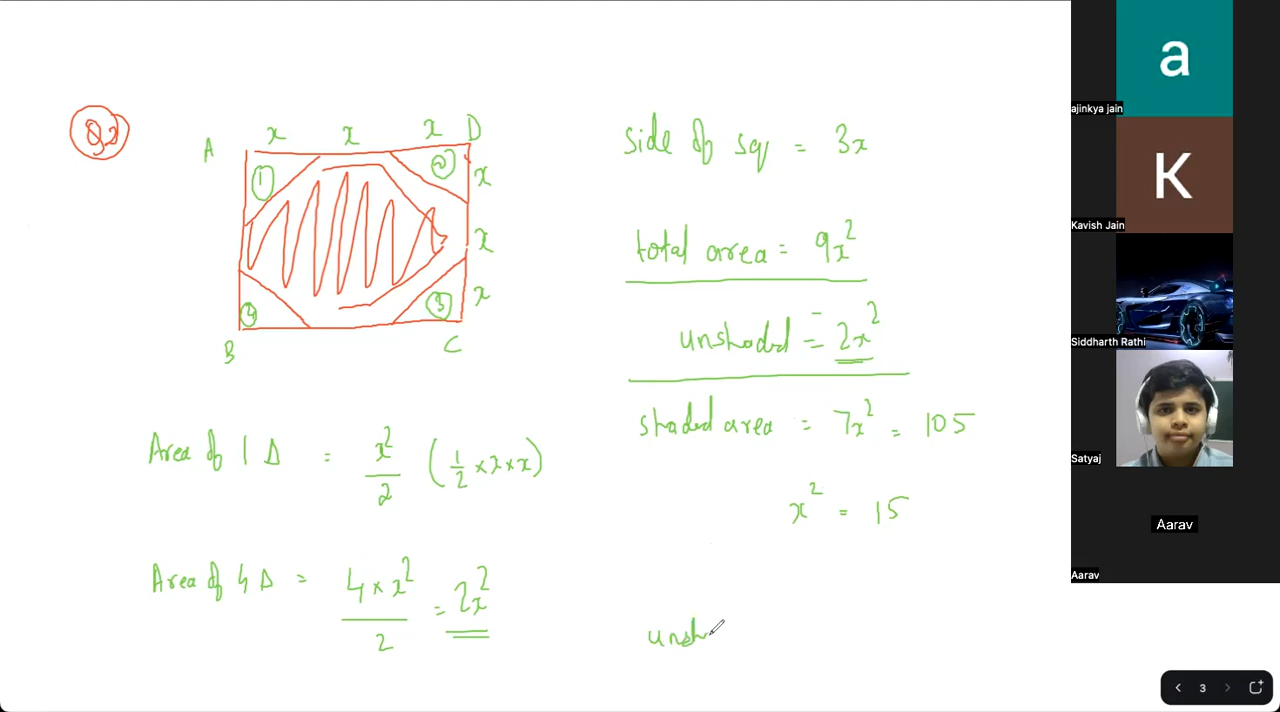 Q2
A x x x D
① ② x
x
④ ③ x
B C
side of sq = 3x
total area = 9x²
unshaded = 2x²
shaded area = 7x² = 105
x² = 15
unsh
Area of 1 Δ = x²/2 (1/2 × x × x)
Area of 4 Δ = 4 × x²/2 = 2x²
a
ajinkya jain
K
Kavish Jain
Siddharth Rathi
Satyaj
Aarav
Aarav
3